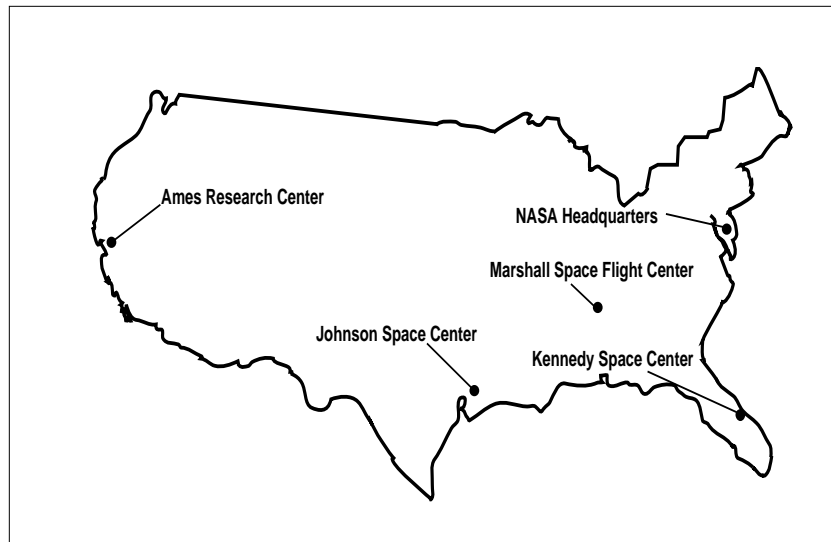 Ames Research Center
NASA Headquarters
Marshall Space Flight Center
Johnson Space Center
Kennedy Space Center